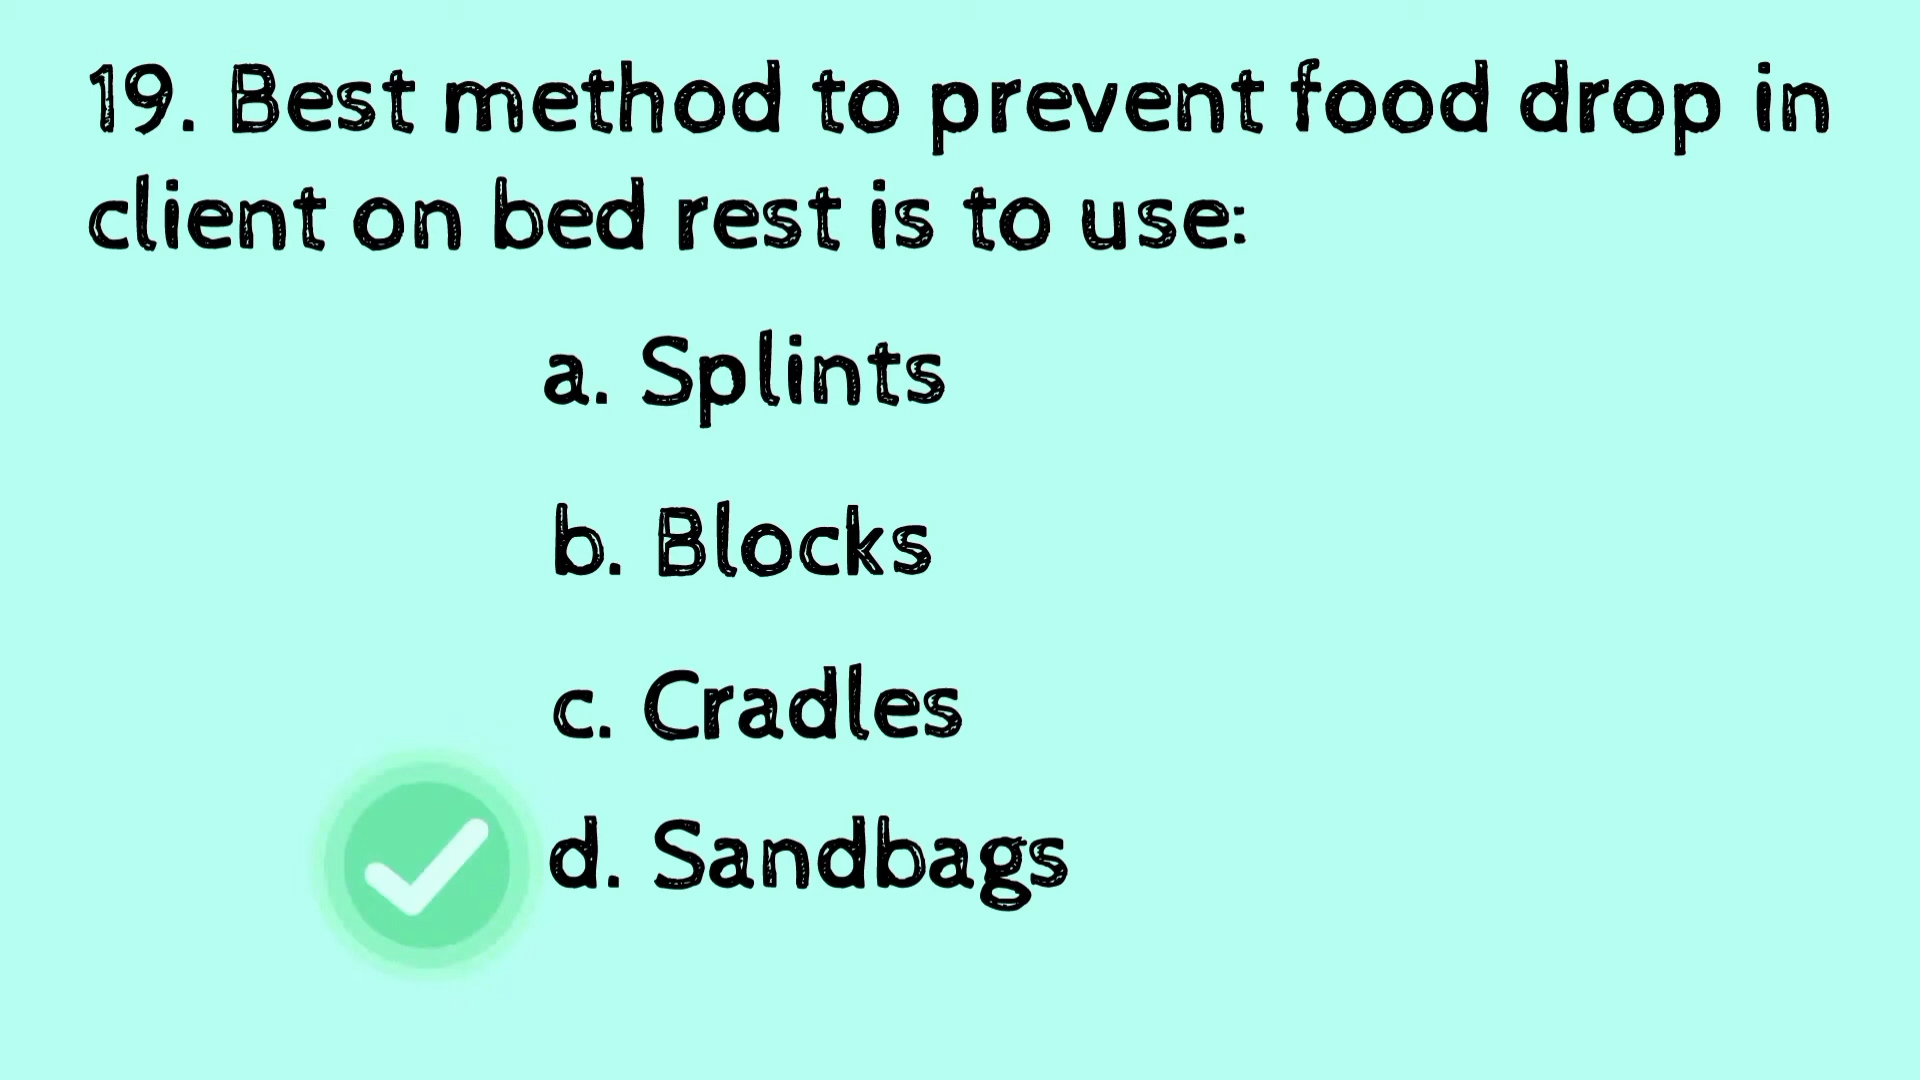 19. Best method to prevent food drop in
client on bed rest is to use:
a. Splints
b. Blocks
c. Cradles
d. Sandbags